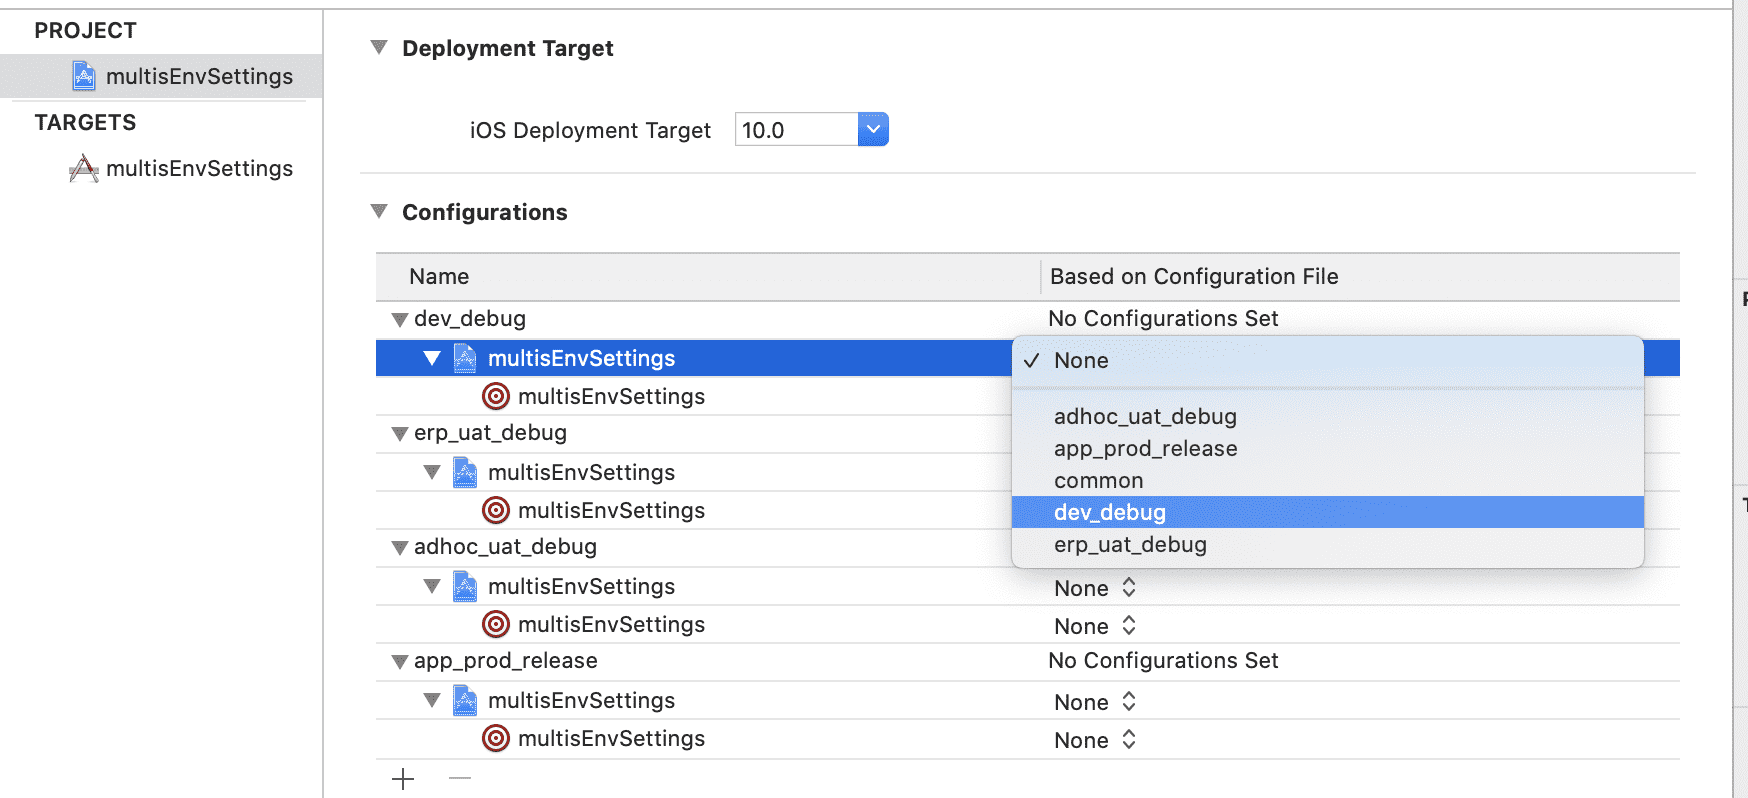 PROJECT
multisEnvSettings
TARGETS
multisEnvSettings
Deployment Target
iOS Deployment Target 10.0
Configurations
Name Based on Configuration File
dev_debug No Configurations Set
multisEnvSettings None
multisEnvSettings
adhoc_uat_debug
erp_uat_debug
app_prod_release
multisEnvSettings
common
multisEnvSettings
dev_debug
adhoc_uat_debug
erp_uat_debug
multisEnvSettings None
multisEnvSettings None
app_prod_release No Configurations Set
multisEnvSettings None
multisEnvSettings None